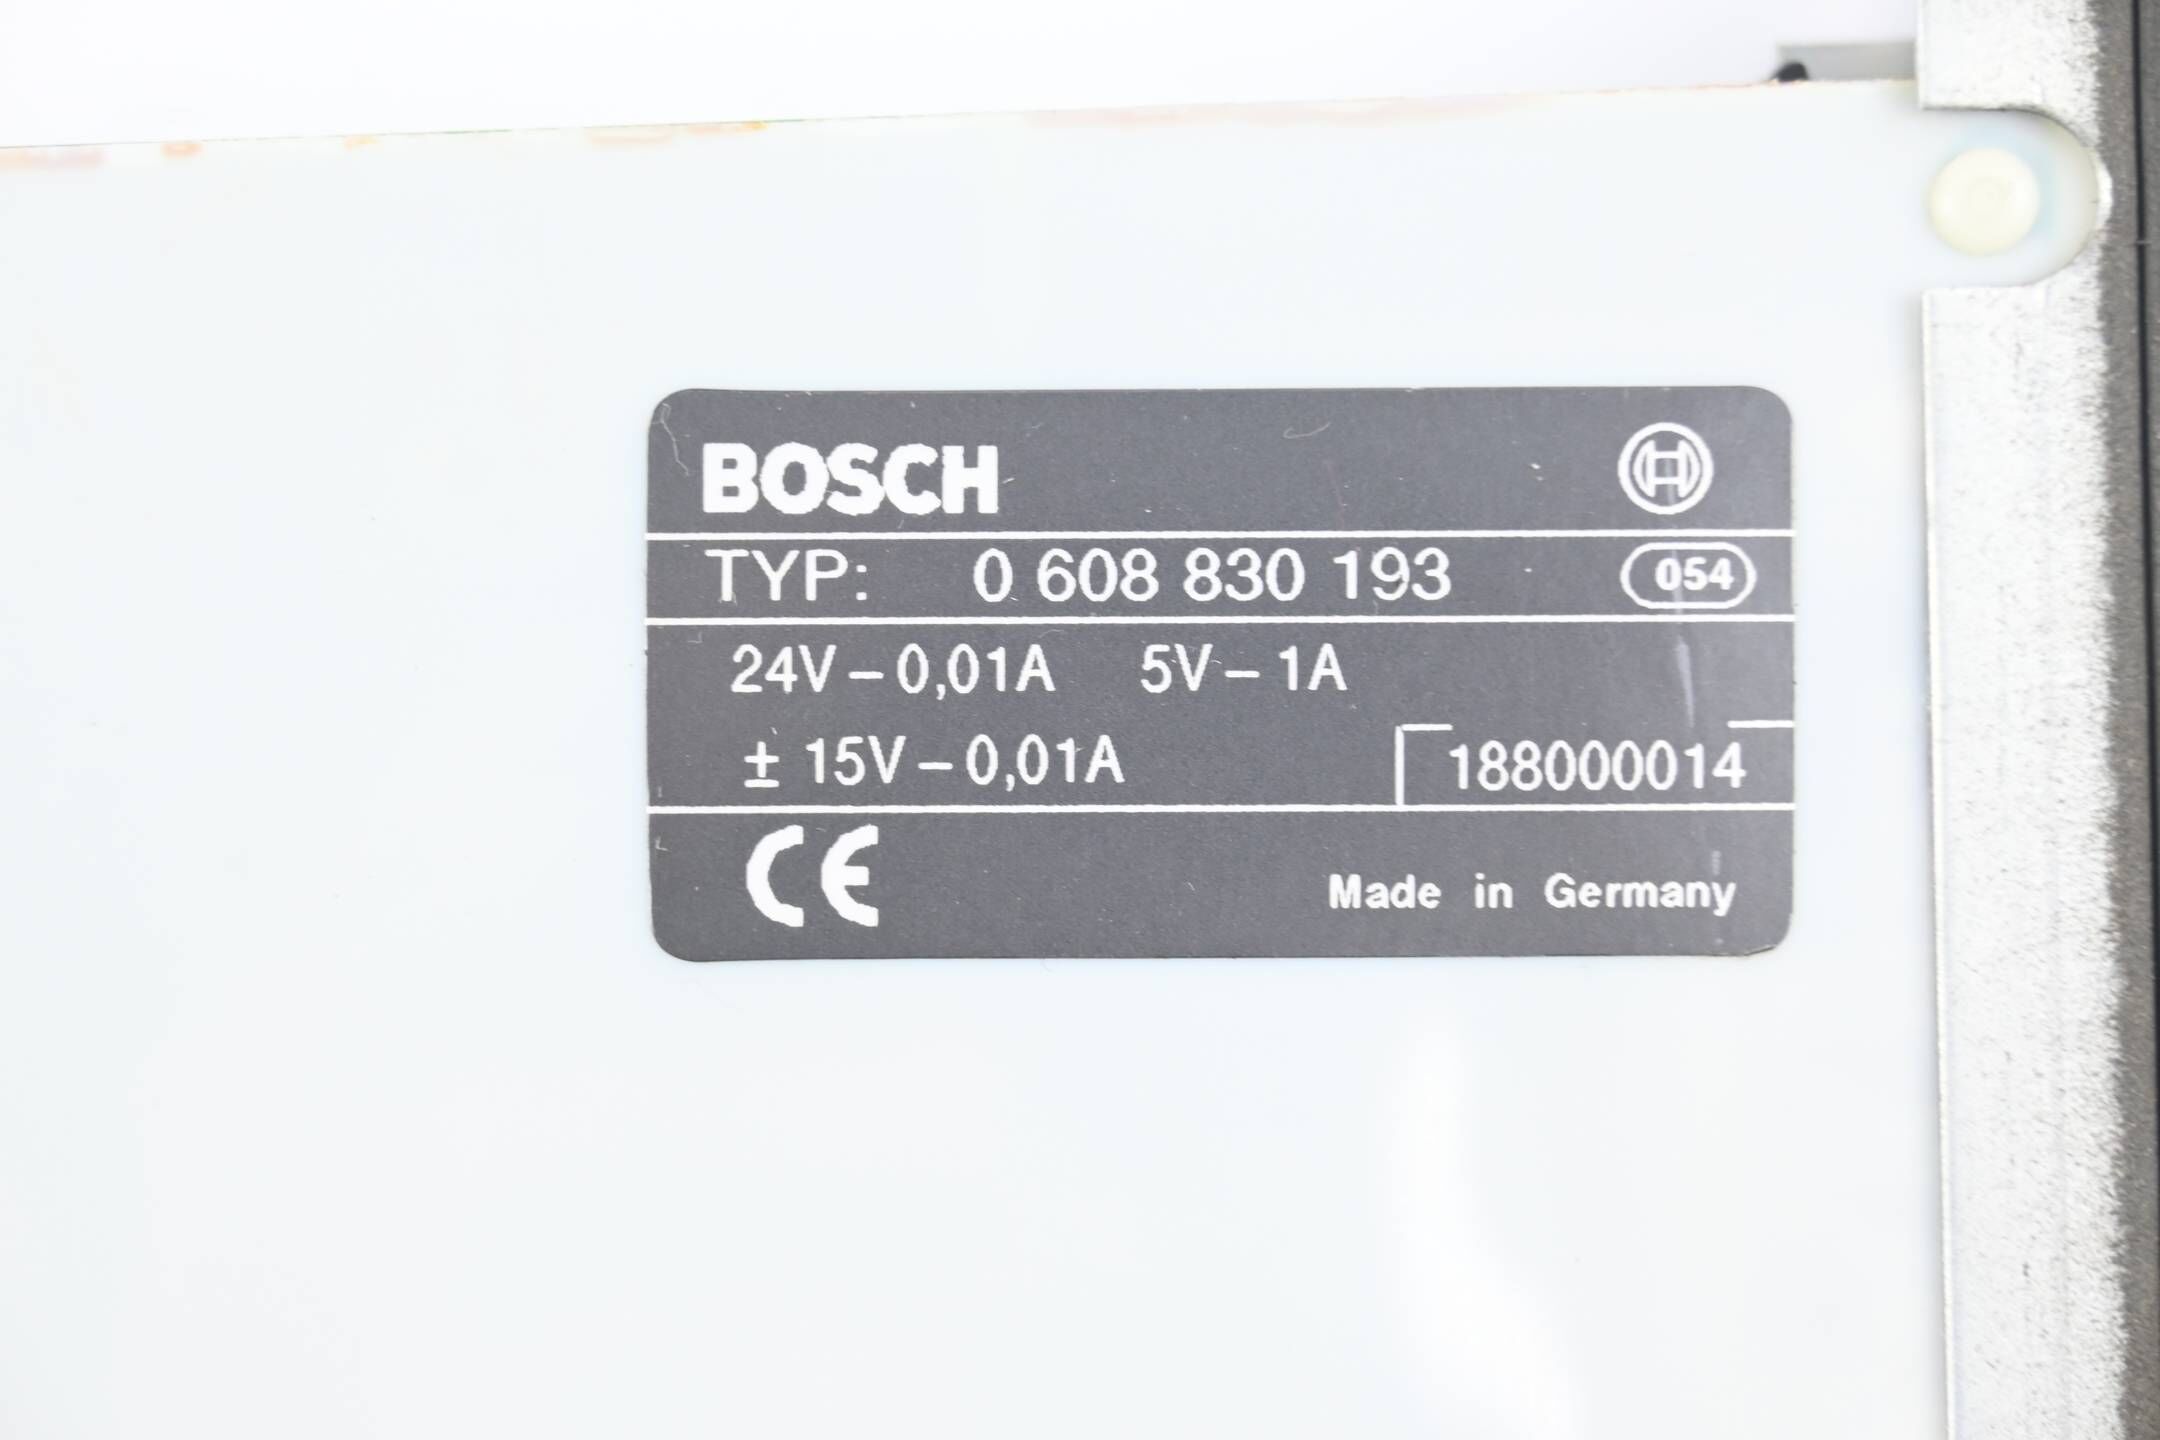 BOSCH
TYP: 0 608 830 193 054
24V – 0,01A 5V – 1A
± 15V – 0,01A 188000014
CE
Made in Germany